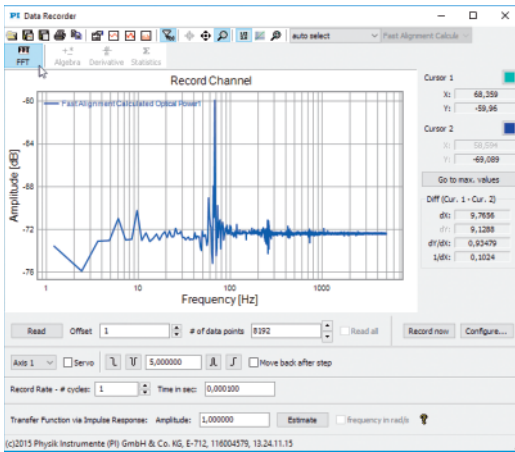 PI Data Recorder
auto select Fast Alignment Calcula
FFT
FFT Algebra Derivative Statistics
Record Channel
Fast Alignment Calculated Optical Power1
Amplitude [dB]
-60
-64
-68
-72
-76
1 10 100 1000
Frequency [Hz]
Cursor 1
X: 68,359
Y: -59,96
Cursor 2
X: 58,594
Y: -69,089
Go to max. values
Diff (Cur. 1 - Cur. 2)
dX: 9,7656
dY: 9,1288
dY/dX: 0,93479
1/dX: 0,1024
Read Offset 1 # of data points 8192 Read all Record now Configure...
Axis 1 Servo 5,000000 Move back after step
Record Rate - # cycles: 1 Time in sec: 0,000100
Transfer Function via Impulse Response: Amplitude: 1,000000 Estimate frequency in rad/s
(c)2015 Physik Instrumente (PI) GmbH & Co. KG, E-712, 116004579, 13.24.11.15